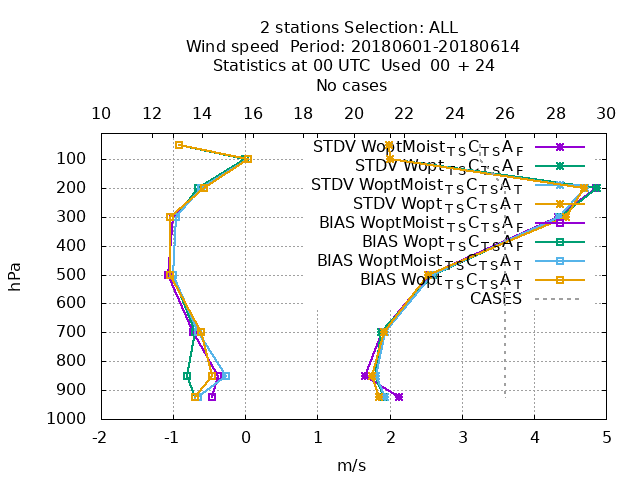 2 stations Selection: ALL
Wind speed  Period: 20180601-20180614
Statistics at 00 UTC  Used  00 + 24
No cases
10 12 14 16 18 20 22 24 26 28 30
STDV WoptMoist_TS C_TS A_F
STDV Wopt_TS C_TS A_F
STDV WoptMoist_TS C_TS A_T
STDV Wopt_TS C_TS A_T
BIAS WoptMoist_TS C_TS A_F
BIAS Wopt_TS C_TS A_F
BIAS WoptMoist_TS C_TS A_T
BIAS Wopt_TS C_TS A_T
CASES
100
200
300
400
500
600
700
800
900
1000
hPa
-2 -1 0 1 2 3 4 5
m/s